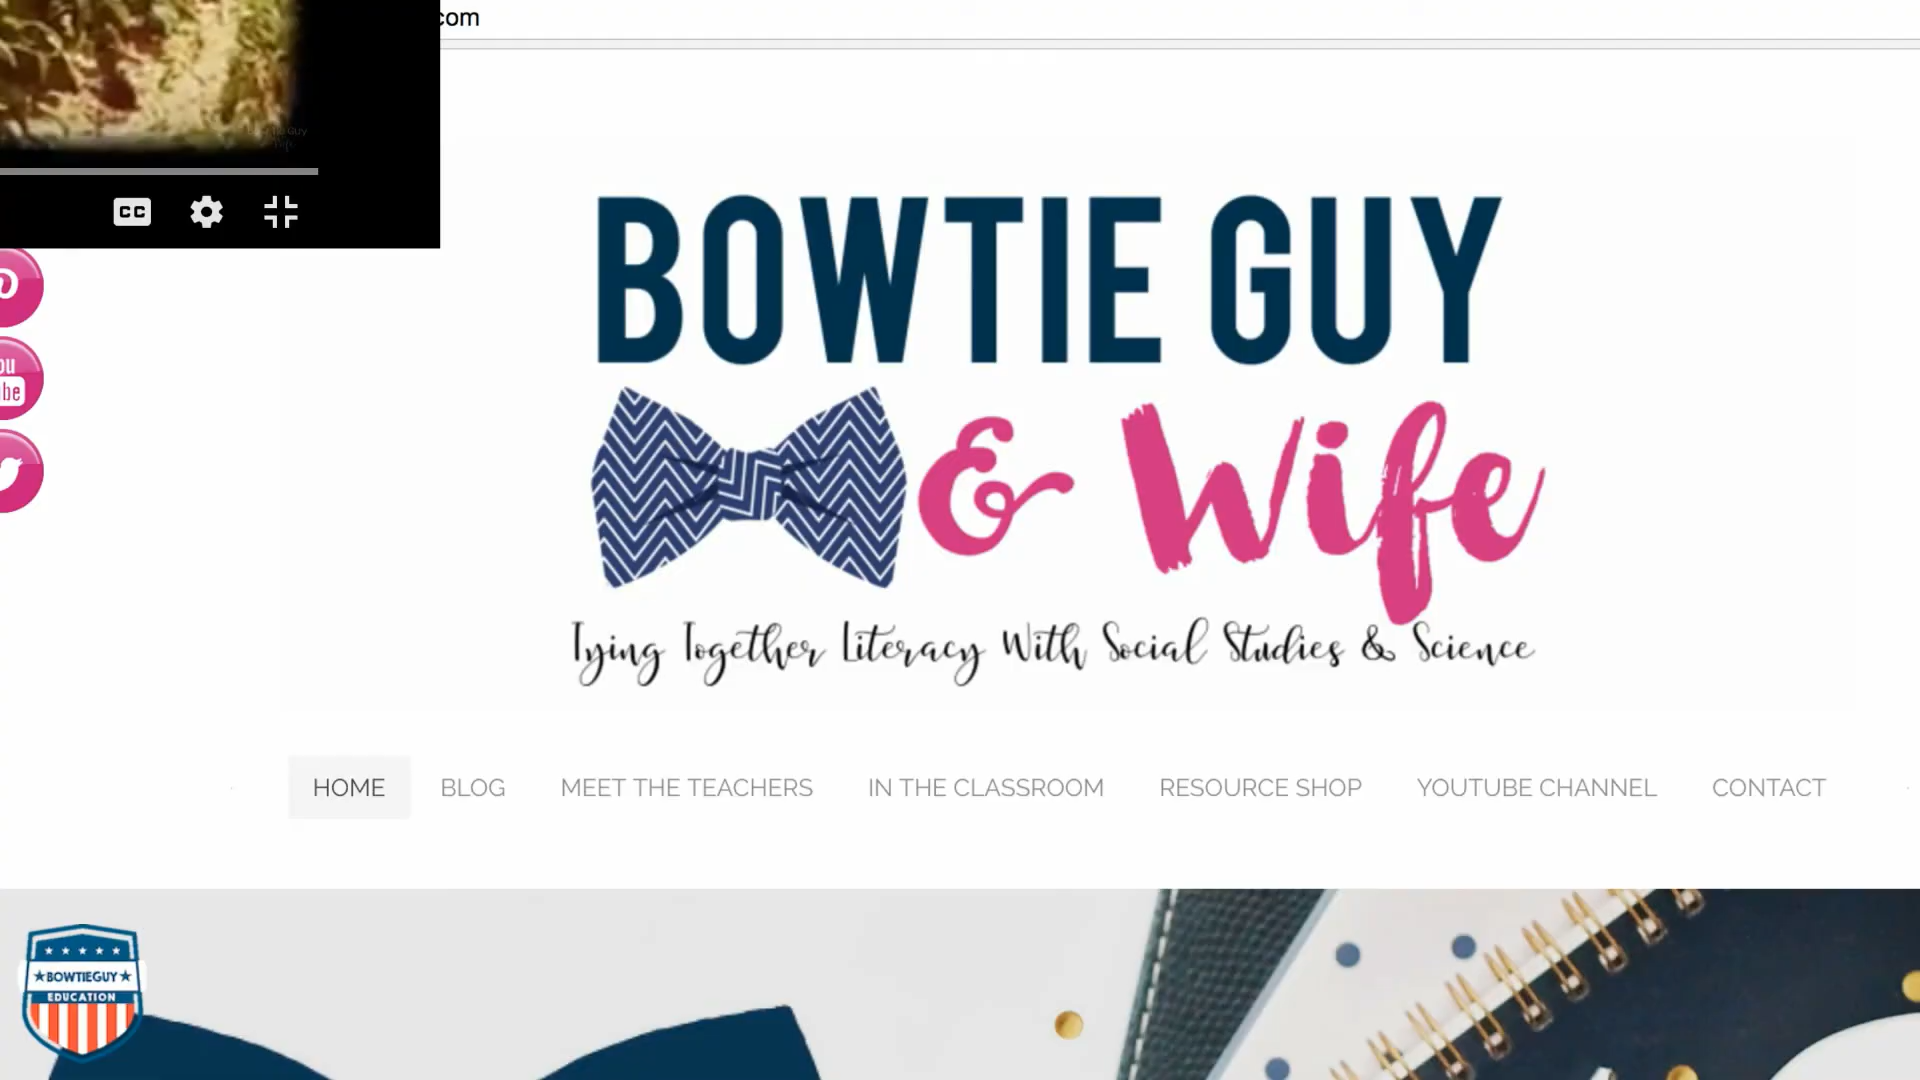 com
CC
BOWTIE GUY
& Wife
Tying Together Literacy With Social Studies & Science
HOME BLOG MEET THE TEACHERS IN THE CLASSROOM RESOURCE SHOP YOUTUBE CHANNEL CONTACT
BOWTIEGUY
EDUCATION